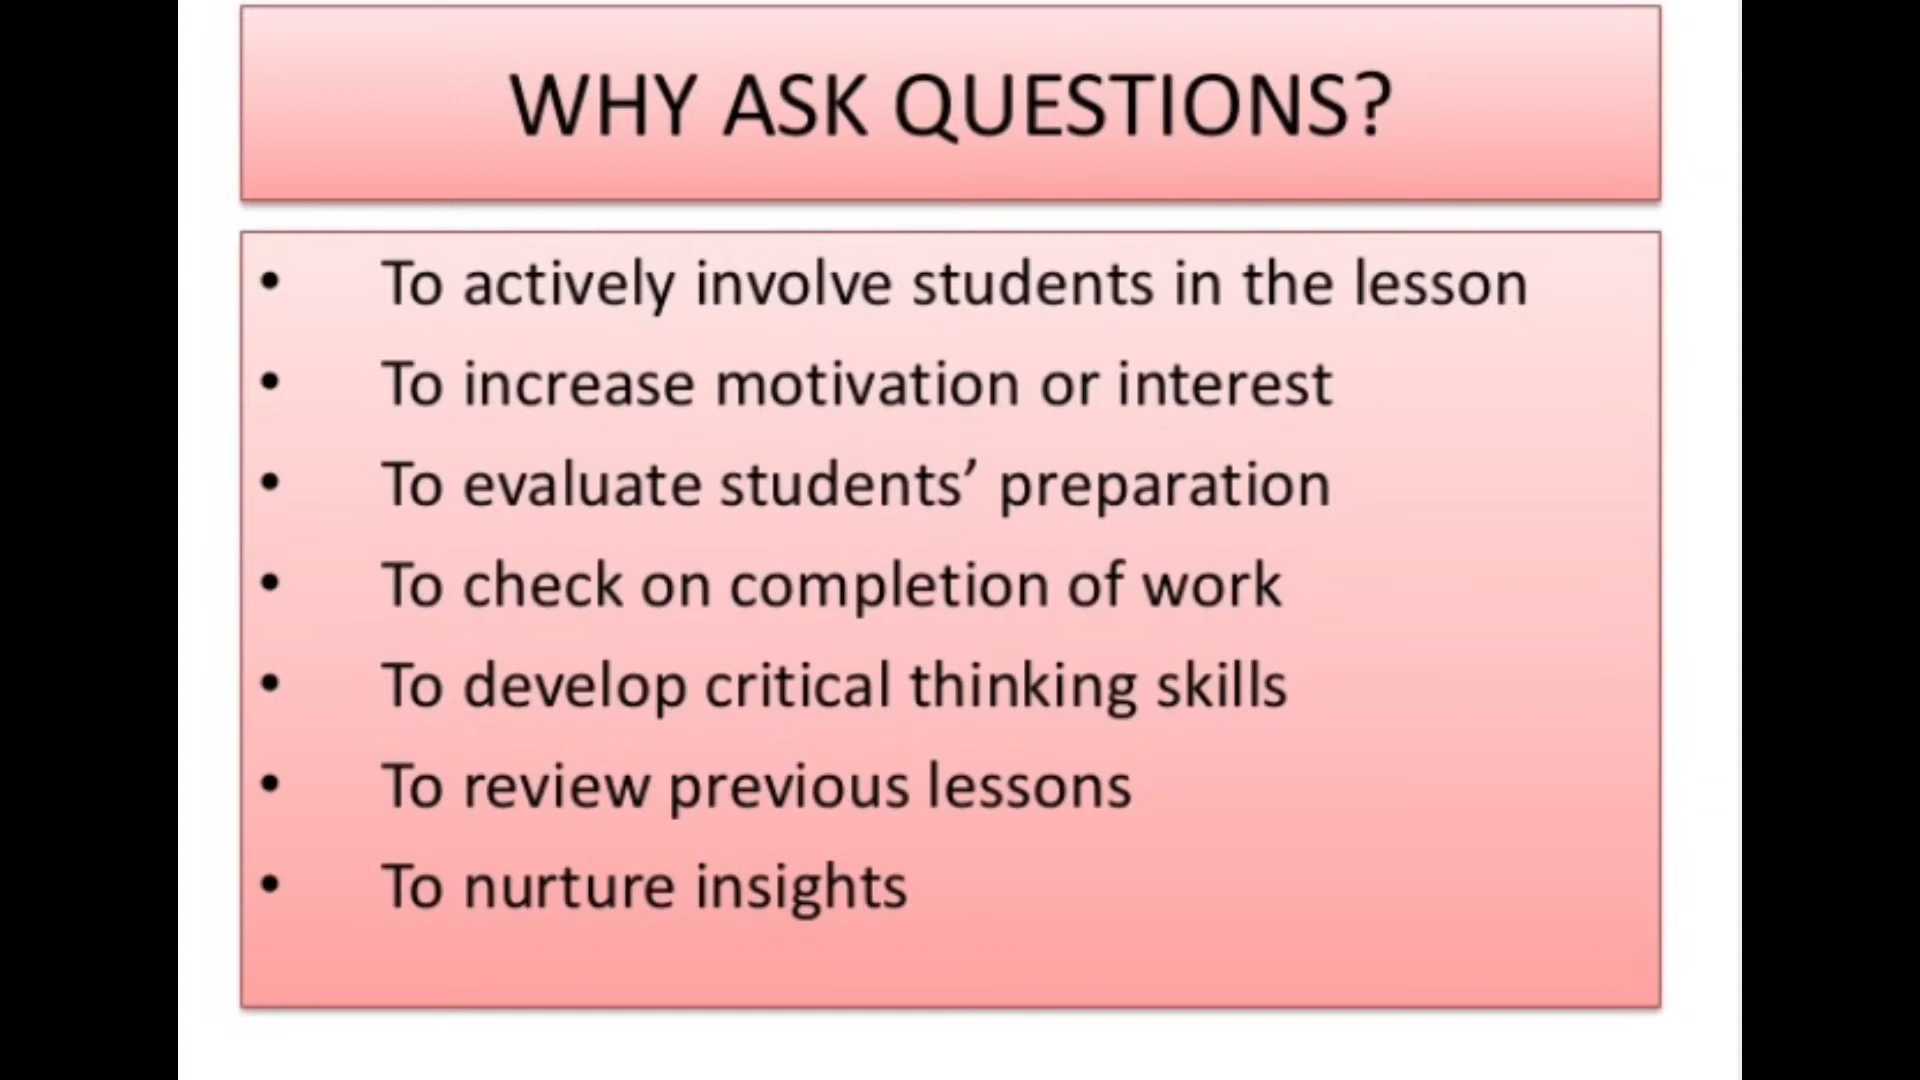 WHY ASK QUESTIONS?
• To actively involve students in the lesson
• To increase motivation or interest
• To evaluate students’ preparation
• To check on completion of work
• To develop critical thinking skills
• To review previous lessons
• To nurture insights